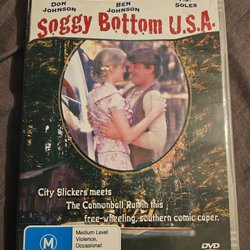 DON
JOHNSON
BEN
JOHNSON
SOLES
Soggy Bottom U.S.A.
City Slickers meets
The Cannonball Run in this
free-wheeling, southern comic caper.
M
Medium Level
Violence,
Occasional
DVD